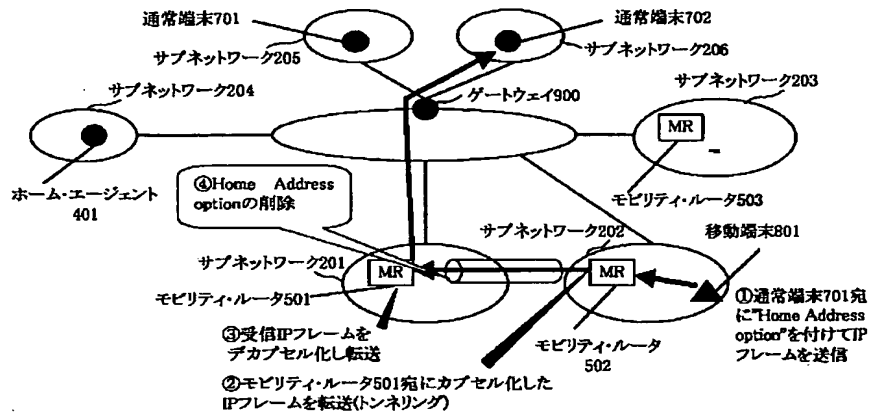 通常端末701
通常端末702
サブネットワーク205
サブネットワーク206
サブネットワーク204
ゲートウェイ900
サブネットワーク203
MR
ホーム・エージェント
401
④Home Address
optionの削除
モビリティ・ルータ503
サブネットワーク202
移動端末801
サブネットワーク201
MR
MR
モビリティ・ルータ501
①通常端末701宛
に"Home Address
option"を付けてIP
フレームを送信
③受信IPフレームを
デカプセル化し転送
モビリティ・ルータ
502
②モビリティ・ルータ501宛にカプセル化した
IPフレームを転送(トンネリング)